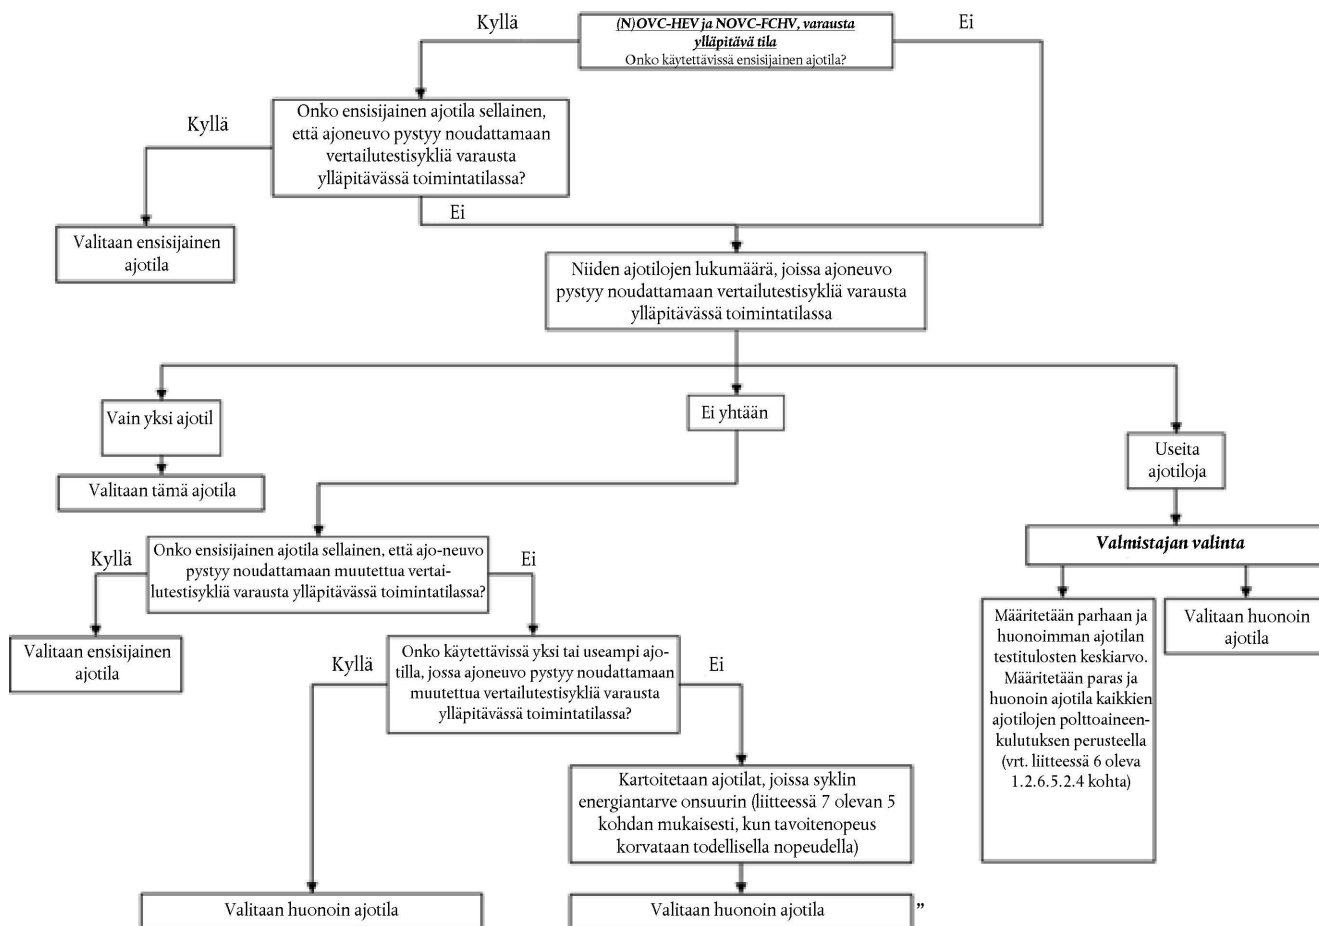 Kyllä
(N)OVC-HEV ja NOVC-FCHV, varausta
ylläpitävä tila
Onko käytettävissä ensisijainen ajotila?
Ei
Kyllä
Onko ensisijainen ajotila sellainen,
että ajoneuvo pystyy noudattamaan
vertailutestisykliä varausta
ylläpitävässä toimintatilassa?
Ei
Valitaan ensisijainen
ajotila
Niiden ajotilojen lukumäärä, joissa ajoneuvo
pystyy noudattamaan vertailutestisykliä varausta
ylläpitävässä toimintatilassa
Vain yksi ajotil
Ei yhtään
Useita
ajotiloja
Valitaan tämä ajotila
Valmistajan valinta
Kyllä
Onko ensisijainen ajotila sellainen, että ajo-neuvo
pystyy noudattamaan muutettua vertai-
lutestisykliä varausta ylläpitävässä toimintatilassa?
Ei
Määritetään parhaan ja
huonoimman ajotilan
testitulosten keskiarvo.
Määritetään paras ja
huonoin ajotila kaikkien
ajotilojen polttoaineen-
kulutuksen perusteella
(vrt. liitteessä 6 oleva
1.2.6.5.2.4 kohta)
Valitaan huonoin
ajotila
Valitaan ensisijainen
ajotila
Kyllä
Onko käytettävissä yksi tai useampi ajo-
tilla, jossa ajoneuvo pystyy noudattamaan
muutettua vertailutestisykliä varausta
ylläpitävässä toimintatilassa?
Ei
Kartoitetaan ajotilat, joissa syklin
energiantarve onsuurin (liitteessä 7 olevan 5
kohdan mukaisesti, kun tavoitenopeus
korvataan todellisella nopeudella)
Valitaan huonoin ajotila
Valitaan huonoin ajotila ”